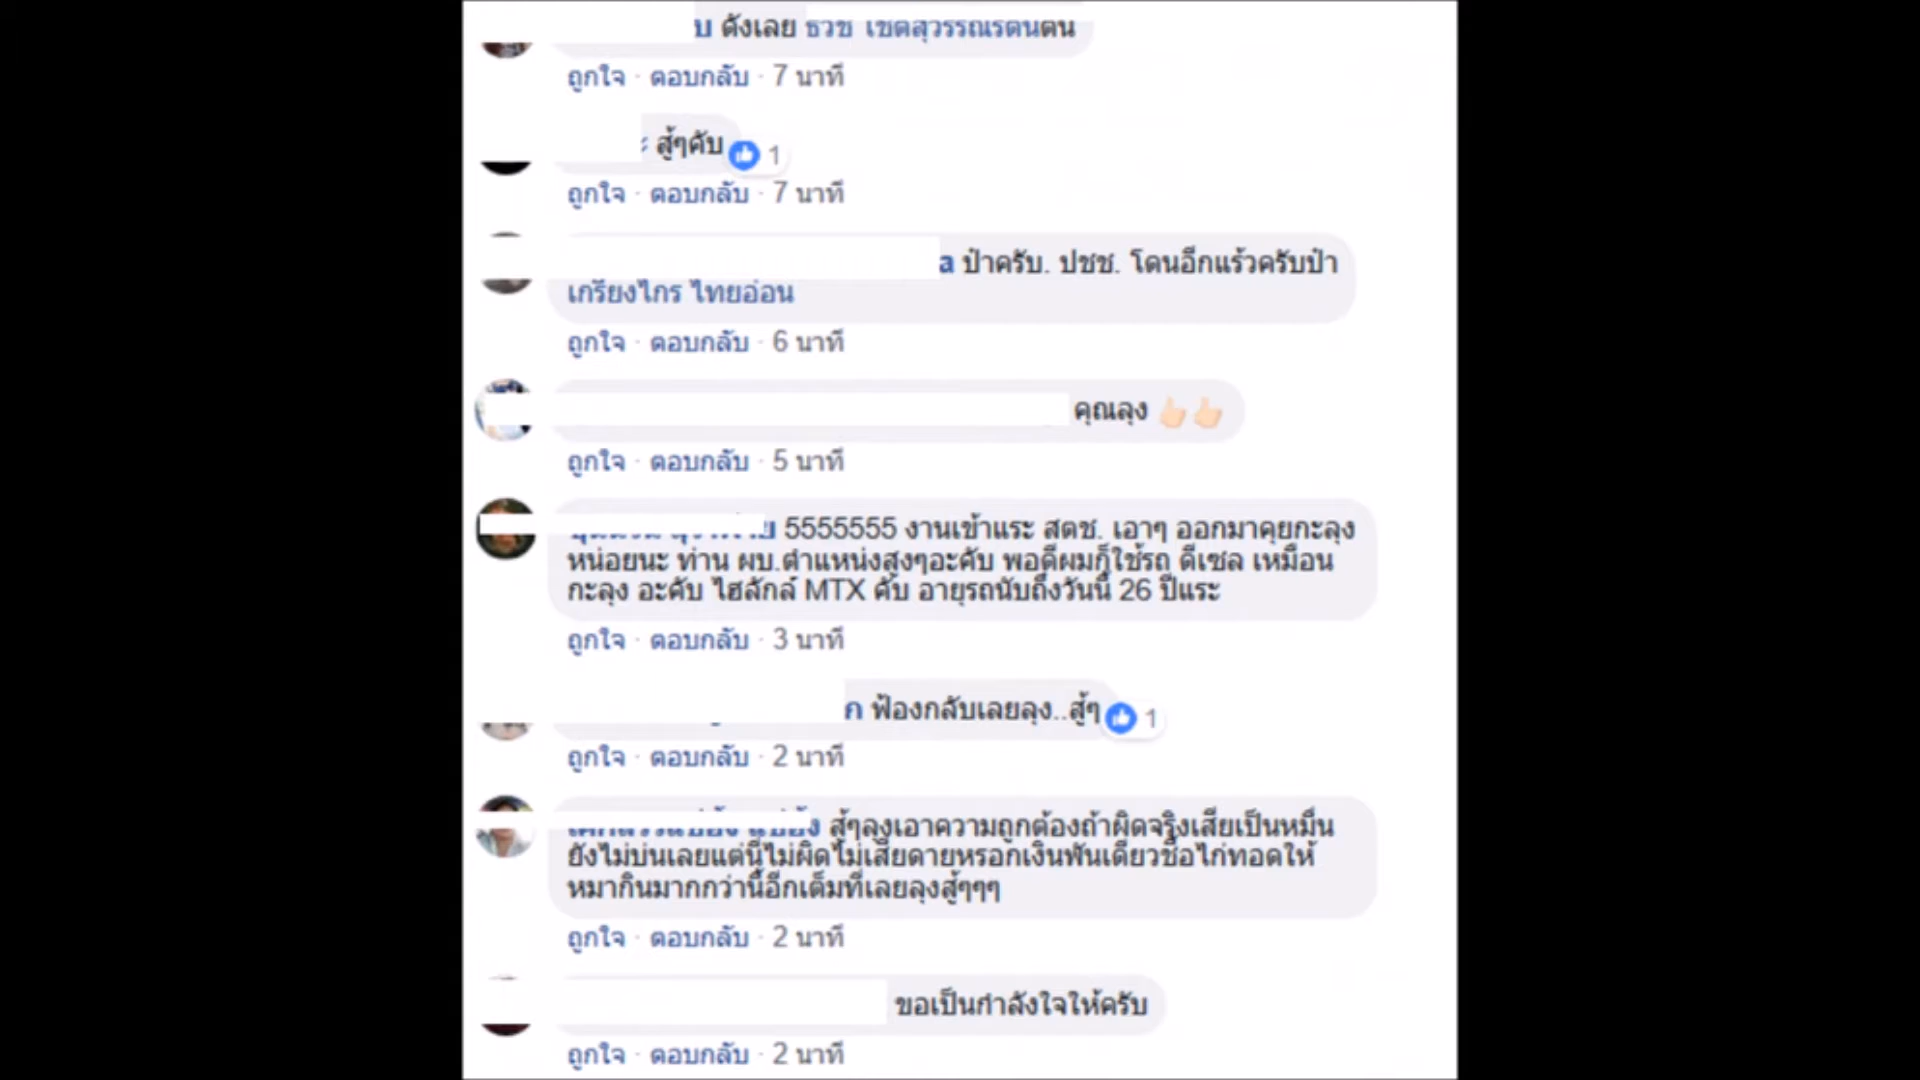 บ ดังเลย ธวช
ถูกใจ · ตอบกลับ · 7 นาที
สู้ๆคับ 1
ถูกใจ · ตอบกลับ · 7 นาที
a ป๋าครับ. ปชช. โดนอีกแร้วครับป๋า
เกรียงไกร ไทยอ่อน
ถูกใจ · ตอบกลับ · 6 นาที
คุณลุง 👍🏻👍🏻
ถูกใจ · ตอบกลับ · 5 นาที
5555555 งานเข้าแระ สตช. เอาๆ ออกมาคุยกะลุง
หน่อยนะ ท่าน ผบ.ตำแหน่งสูงๆอะคับ พอดีผมก็ใช้รถ ดีเซล เหมือน
กะลุง อะคับ ไฮลักล์ MTX คับ อายุรถนับถึงวันนี้ 26 ปีแระ
ถูกใจ · ตอบกลับ · 3 นาที
ก ฟ้องกลับเลยลุง..สู้ๆ 1
ถูกใจ · ตอบกลับ · 2 นาที
สู้ๆลุงเอาความถูกต้องถ้าผิดจริงเสียเป็นหมื่น
ยังไม่บ่นเลยแต่นี่ไม่ผิดไม่เสียดายหรอกเงินพันเดียวซื้อไก่ทอดให้
หมากินมากกว่านี้อีกเต็มที่เลยลุงสู้ๆๆๆ
ถูกใจ · ตอบกลับ · 2 นาที
ขอเป็นกำลังใจให้ครับ
ถูกใจ · ตอบกลับ · 2 นาที